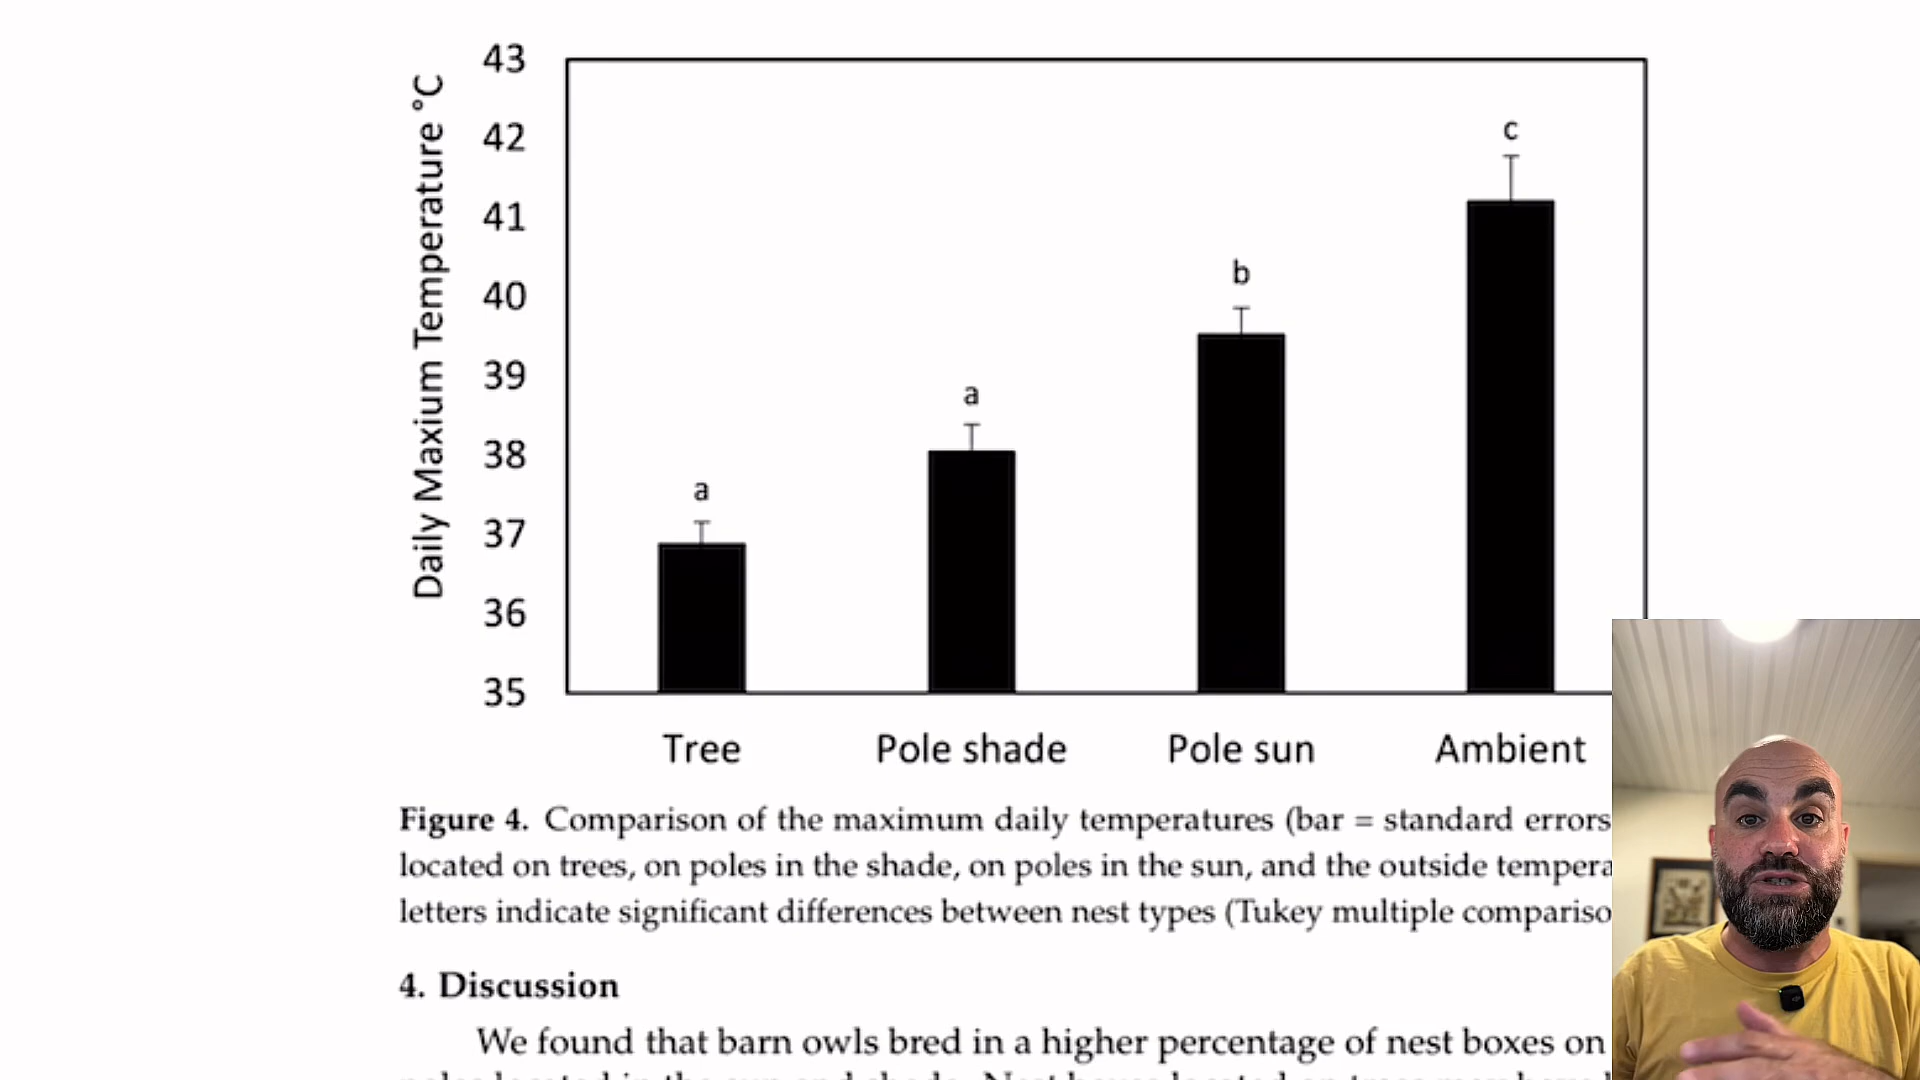 Daily Maxium Temperature °C
43
42
41
40
39
38
37
36
35
a
a
b
c
Tree
Pole shade
Pole sun
Ambient
Figure 4. Comparison of the maximum daily temperatures (bar = standard errors
located on trees, on poles in the shade, on poles in the sun, and the outside tempera
letters indicate significant differences between nest types (Tukey multiple compariso
4. Discussion
We found that barn owls bred in a higher percentage of nest boxes on